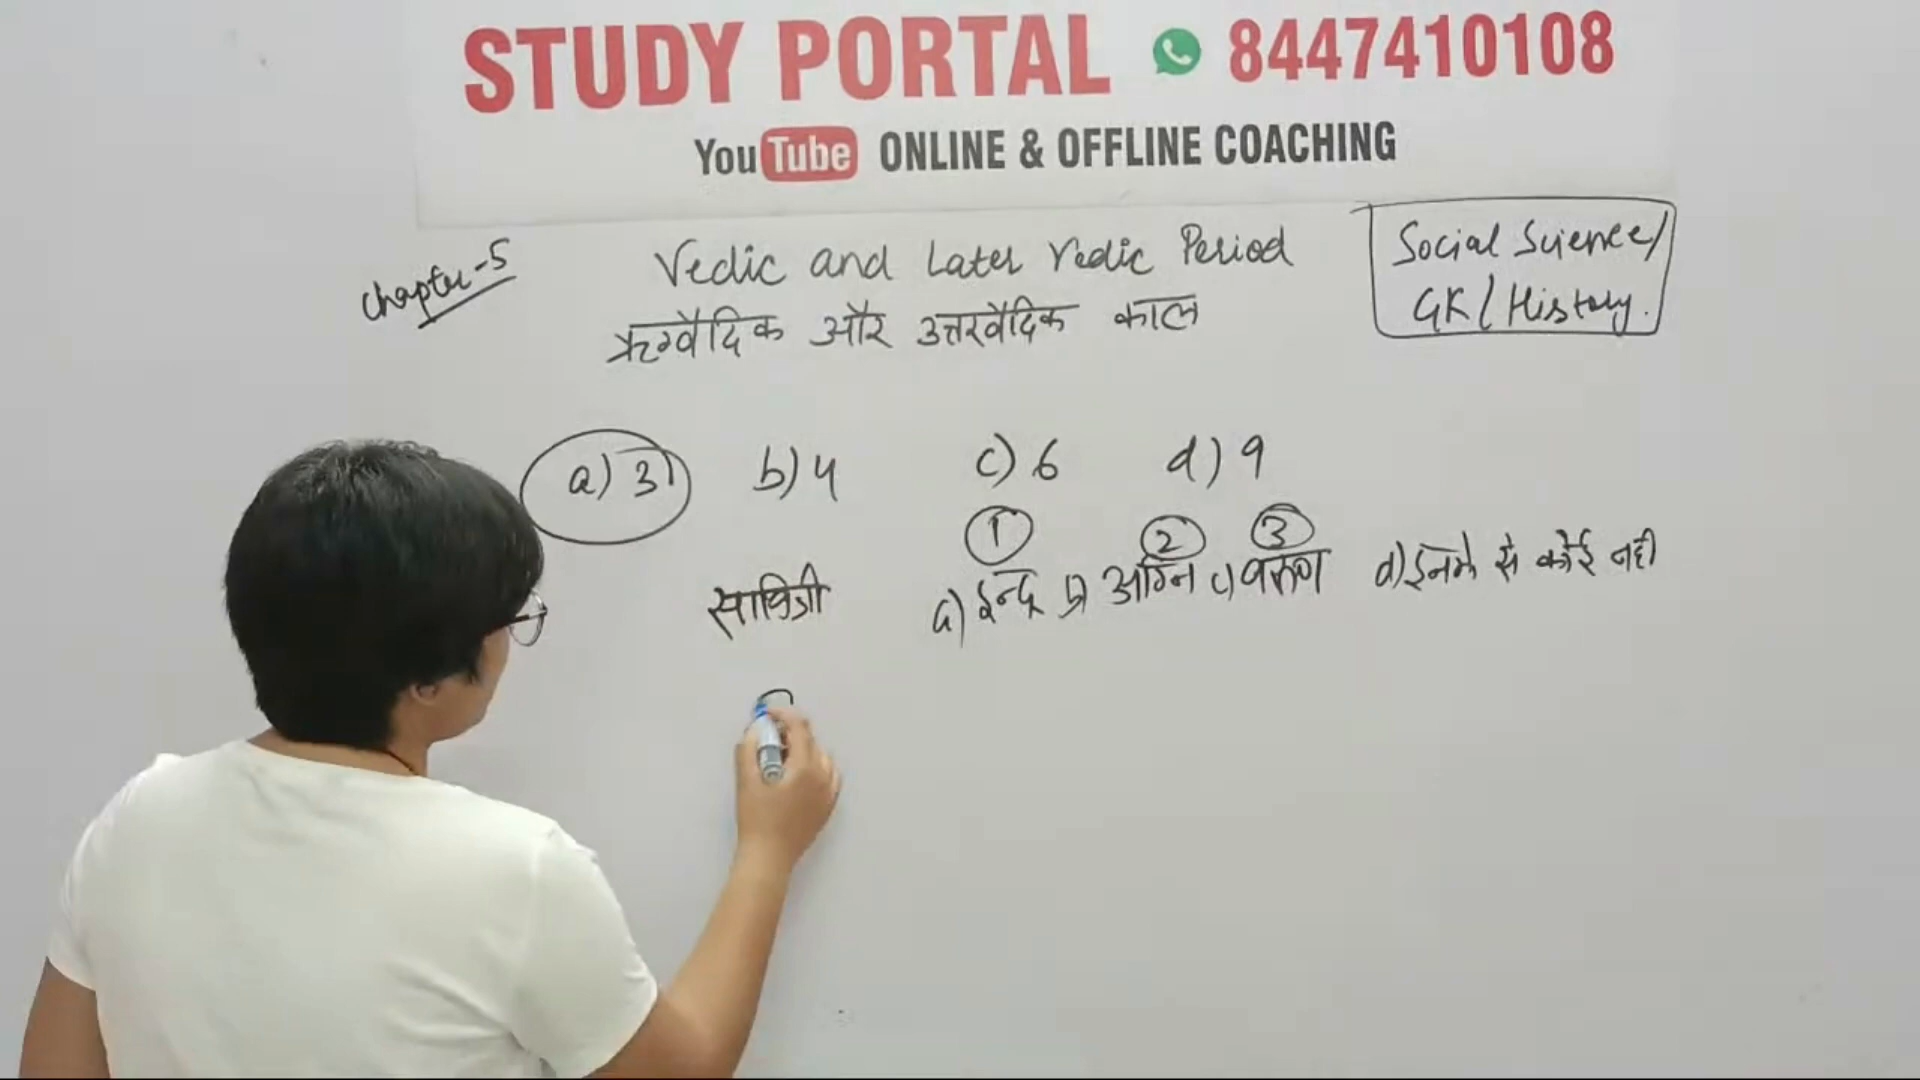 STUDY PORTAL 8447410108
YouTube ONLINE & OFFLINE COACHING
Chapter-5
Vedic and Later Vedic Period
ऋग्वैदिक और उत्तरवैदिक काल
Social Science/
GK/History.
a) 3 b) 4 c) 6 d) 9
1 2 3
सावित्री a) इन्द्र b) अग्नि c) वरुण d) इनमे से कोई नही